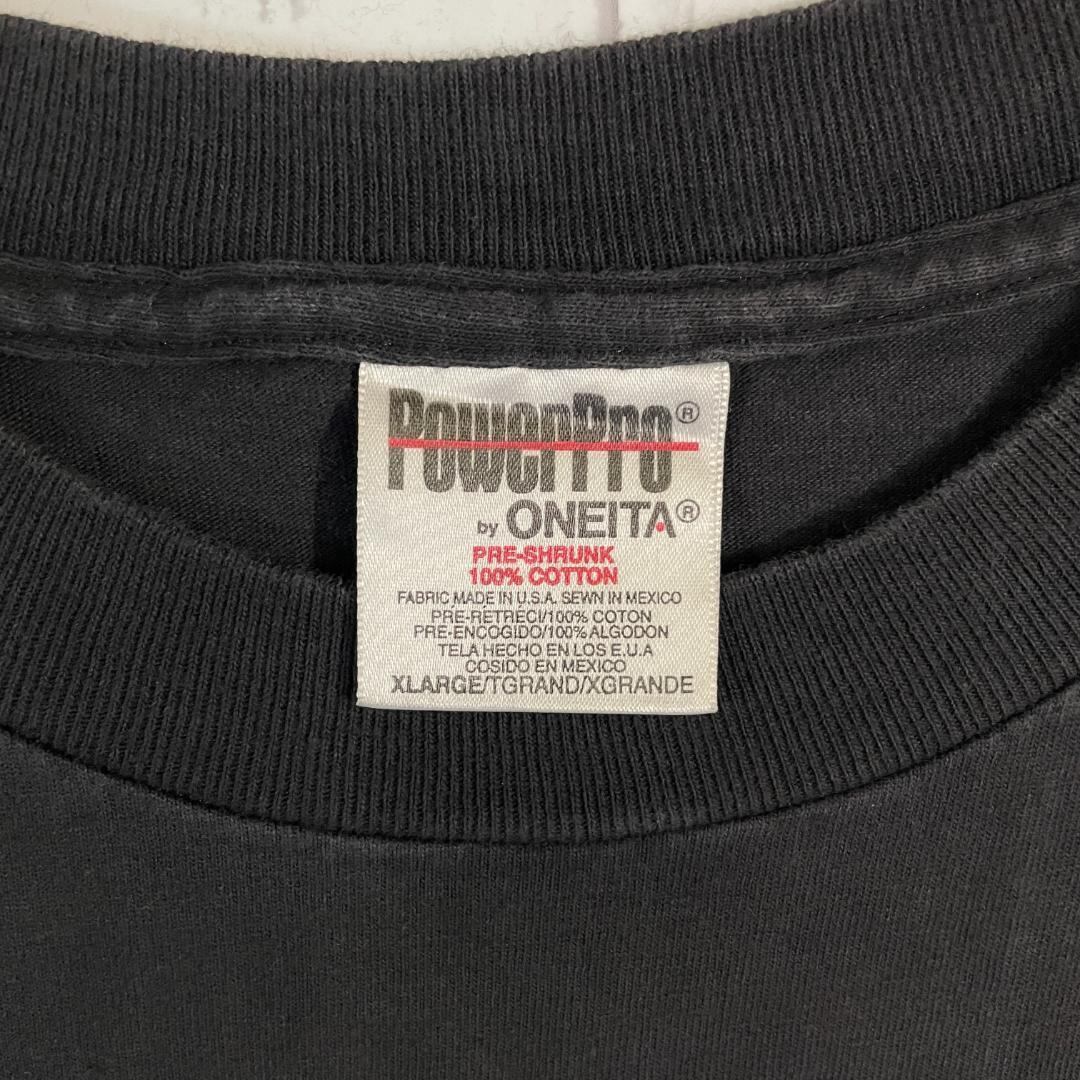 PowerPro®
by ONEITA®
PRE-SHRUNK
100% COTTON
FABRIC MADE IN U.S.A. SEWN IN MEXICO
PRÉ-RÉTRÉCI/100% COTON
PRE-ENCOGIDO/100% ALGODON
TELA HECHO EN LOS E.U.A
COSIDO EN MEXICO
XLARGE/TGRAND/XGRANDE